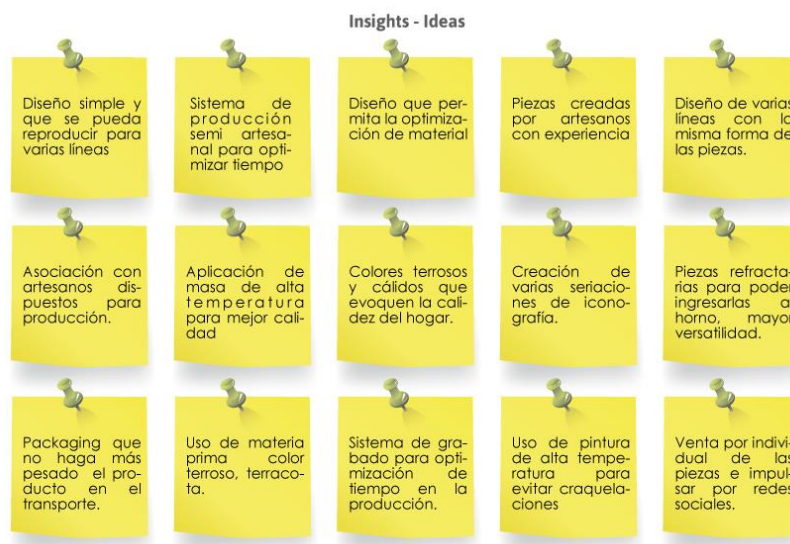 Insights - Ideas
Diseño simple y
que se pueda
reproducir para
varias líneas
Sistema de
producción
semi artesa-
nal para opti-
mizar tiempo
Diseño que per-
mita la optimiza-
ción de material
Piezas creadas
por artesanos
con experiencia
Diseño de varias
líneas con la
misma forma de
las piezas.
Asociación con
artesanos dis-
puestos para
producción.
Aplicación de
masa de alta
temperatura
para mejor cali-
dad
Colores terrosos
y cálidos que
evoquen la cali-
dez del hogar.
Creación de
varias seriacio-
nes de icono-
grafía.
Piezas refracta-
rias para poder
ingresarlas a
horno, mayor
versatilidad.
Packaging que
no haga más
pesado el pro-
ducto en el
transporte.
Uso de materia
prima color
terroso, terraco-
ta.
Sistema de gra-
bado para opti-
mización de
tiempo en la
producción.
Uso de pintura
de alta tempe-
ratura para
evitar craquela-
ciones
Venta por indivi-
dual de las
piezas e impul-
sar por redes
sociales.